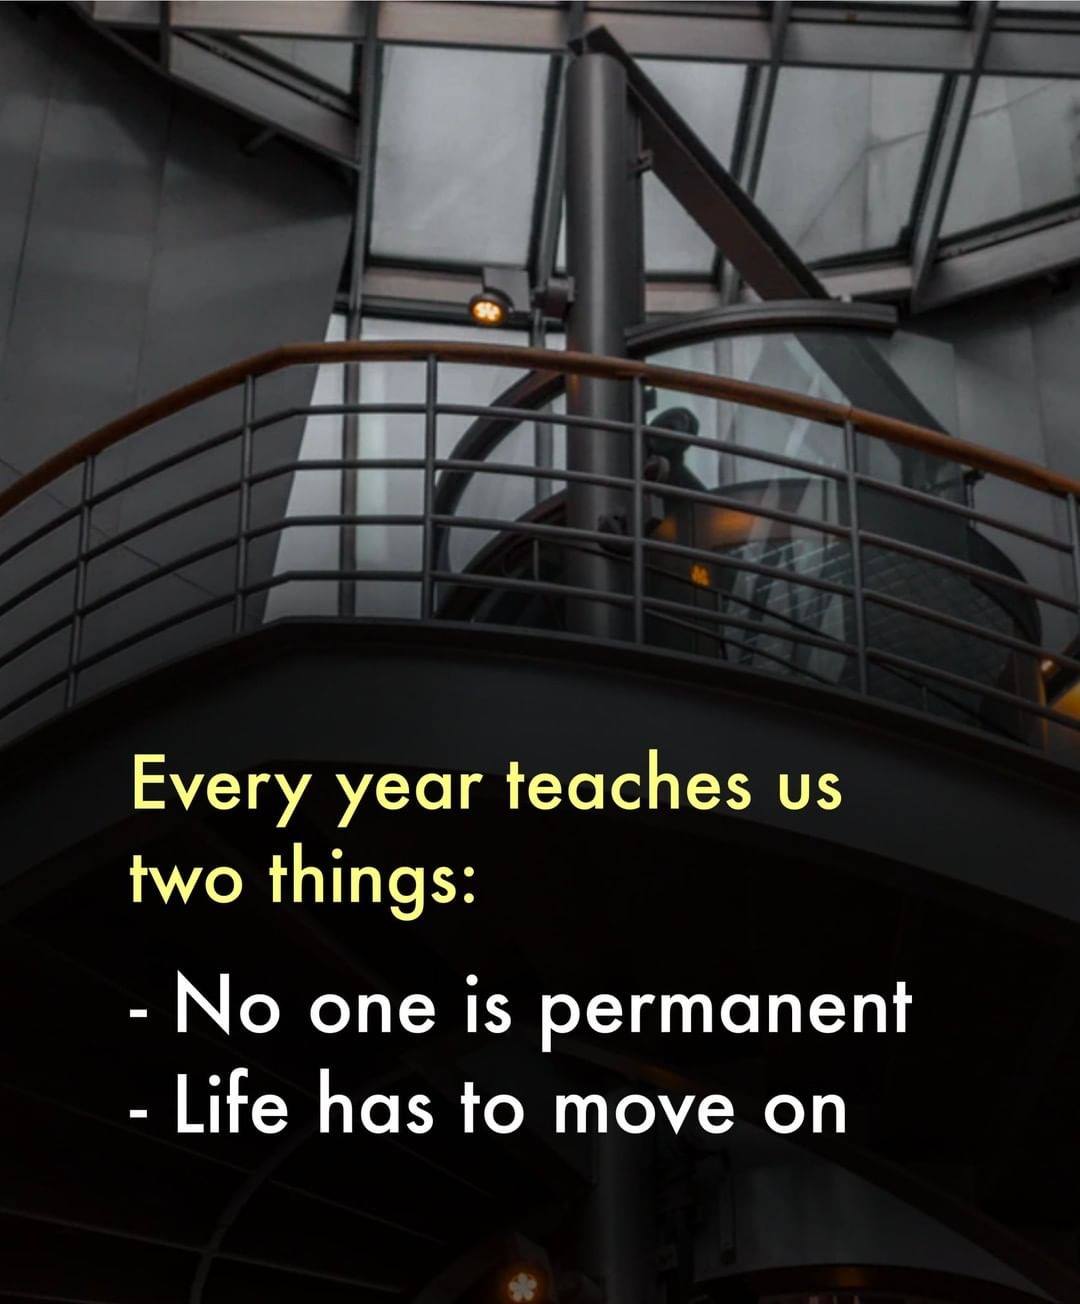 Every year teaches us
two things:
- No one is permanent
- Life has to move on